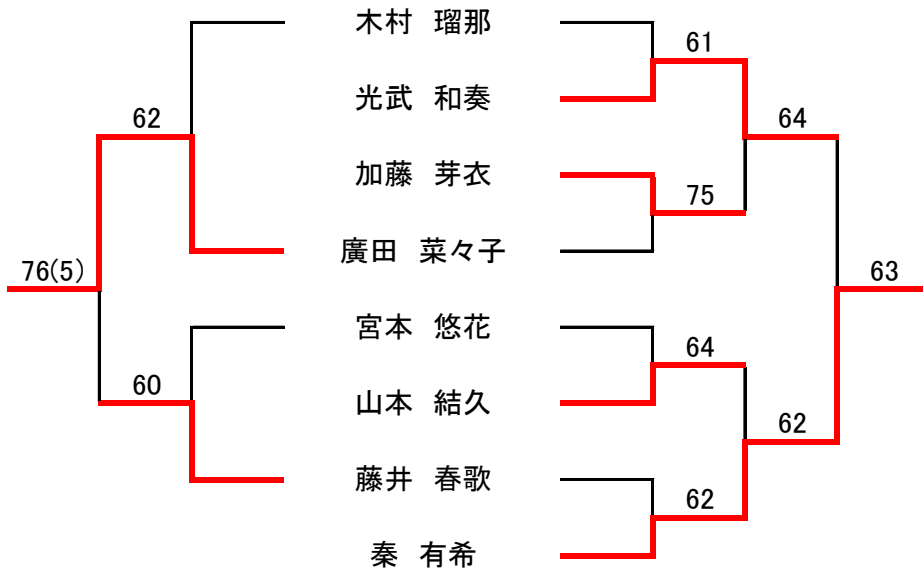 木村 瑠那
61
光武 和奏
62
64
加藤 芽衣
75
廣田 菜々子
76(5)
63
宮本 悠花
64
60
山本 結久
62
藤井 春歌
62
秦 有希